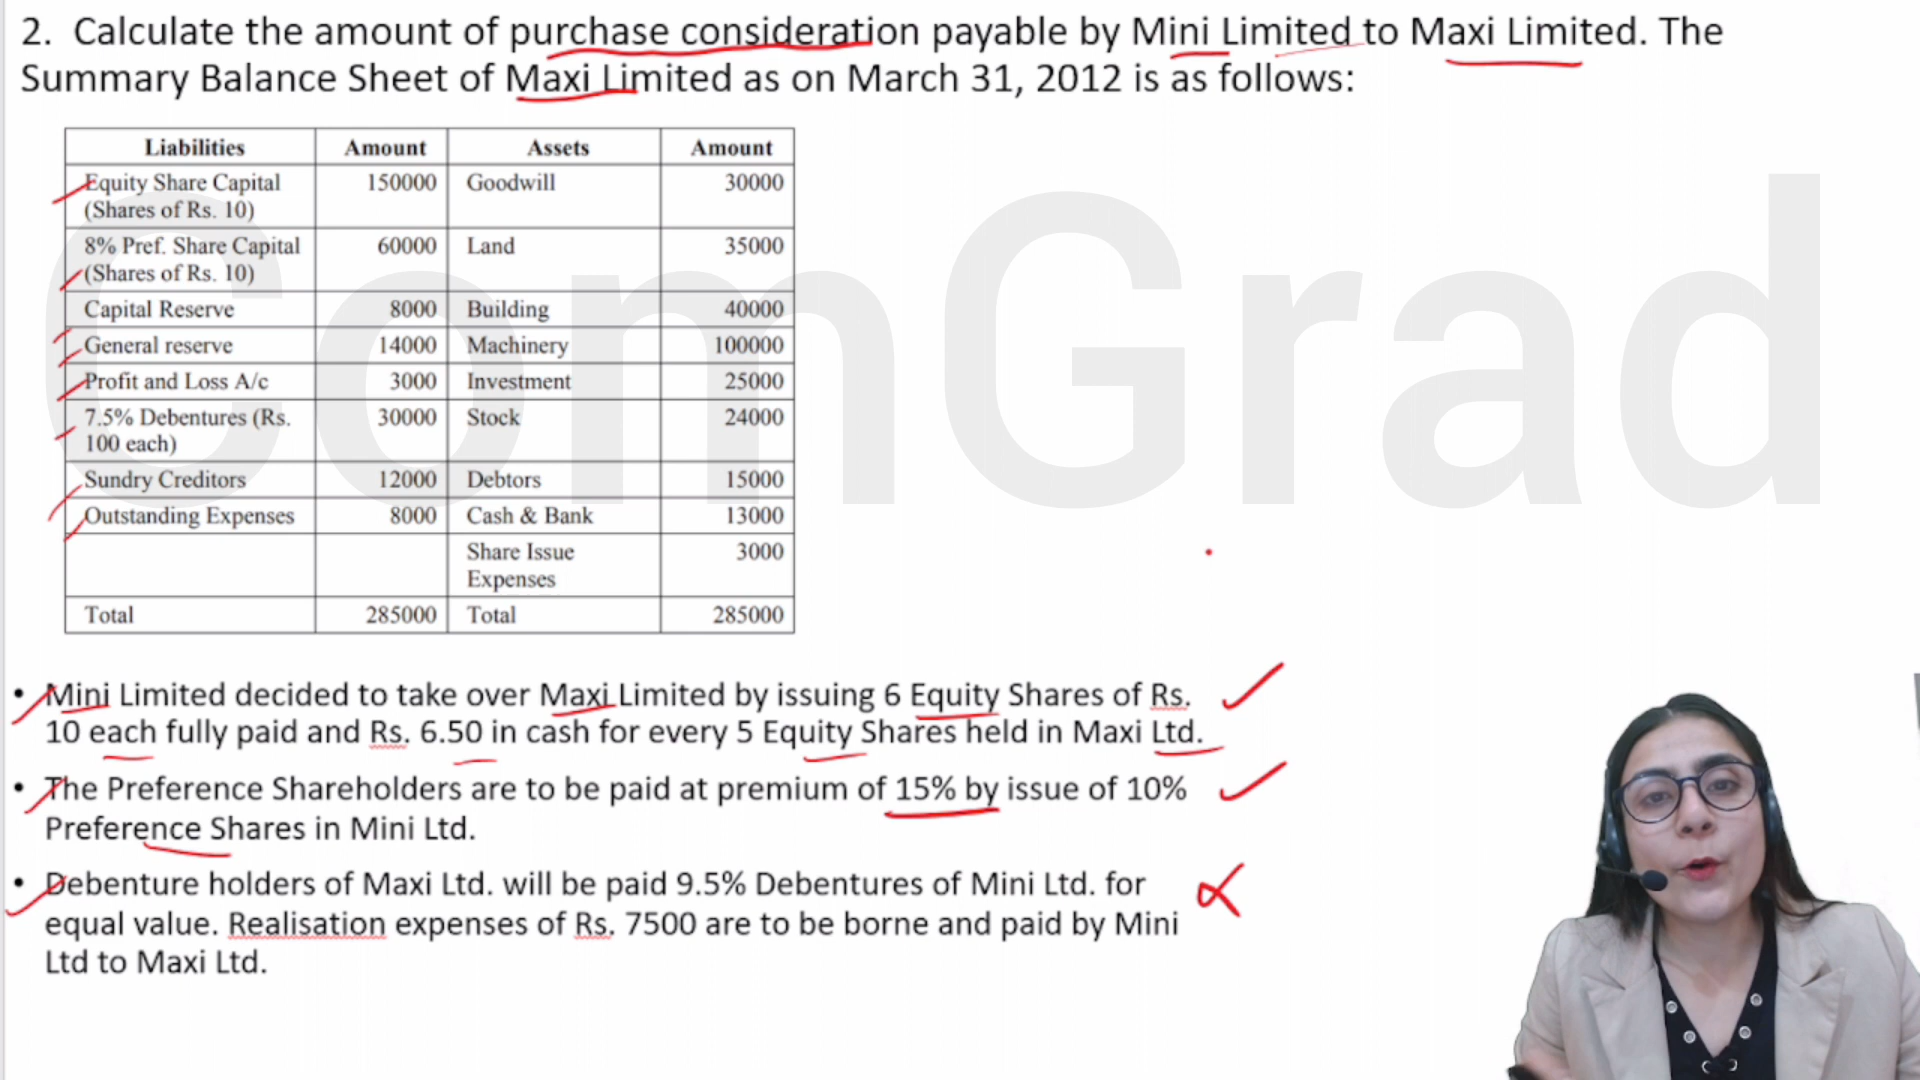 2. Calculate the amount of purchase consideration payable by Mini Limited to Maxi Limited. The
Summary Balance Sheet of Maxi Limited as on March 31, 2012 is as follows:
Liabilities Amount Assets Amount
Equity Share Capital 150000 Goodwill 30000
(Shares of Rs. 10)
8% Pref. Share Capital 60000 Land 35000
(Shares of Rs. 10)
Capital Reserve 8000 Building 40000
General reserve 14000 Machinery 100000
Profit and Loss A/c 3000 Investment 25000
7.5% Debentures (Rs. 30000 Stock 24000
100 each)
Sundry Creditors 12000 Debtors 15000
Outstanding Expenses 8000 Cash & Bank 13000
Share Issue 3000
Expenses
Total 285000 Total 285000
ComGrad
• Mini Limited decided to take over Maxi Limited by issuing 6 Equity Shares of Rs.
10 each fully paid and Rs. 6.50 in cash for every 5 Equity Shares held in Maxi Ltd.
• The Preference Shareholders are to be paid at premium of 15% by issue of 10%
Preference Shares in Mini Ltd.
• Debenture holders of Maxi Ltd. will be paid 9.5% Debentures of Mini Ltd. for
equal value. Realisation expenses of Rs. 7500 are to be borne and paid by Mini
Ltd to Maxi Ltd.